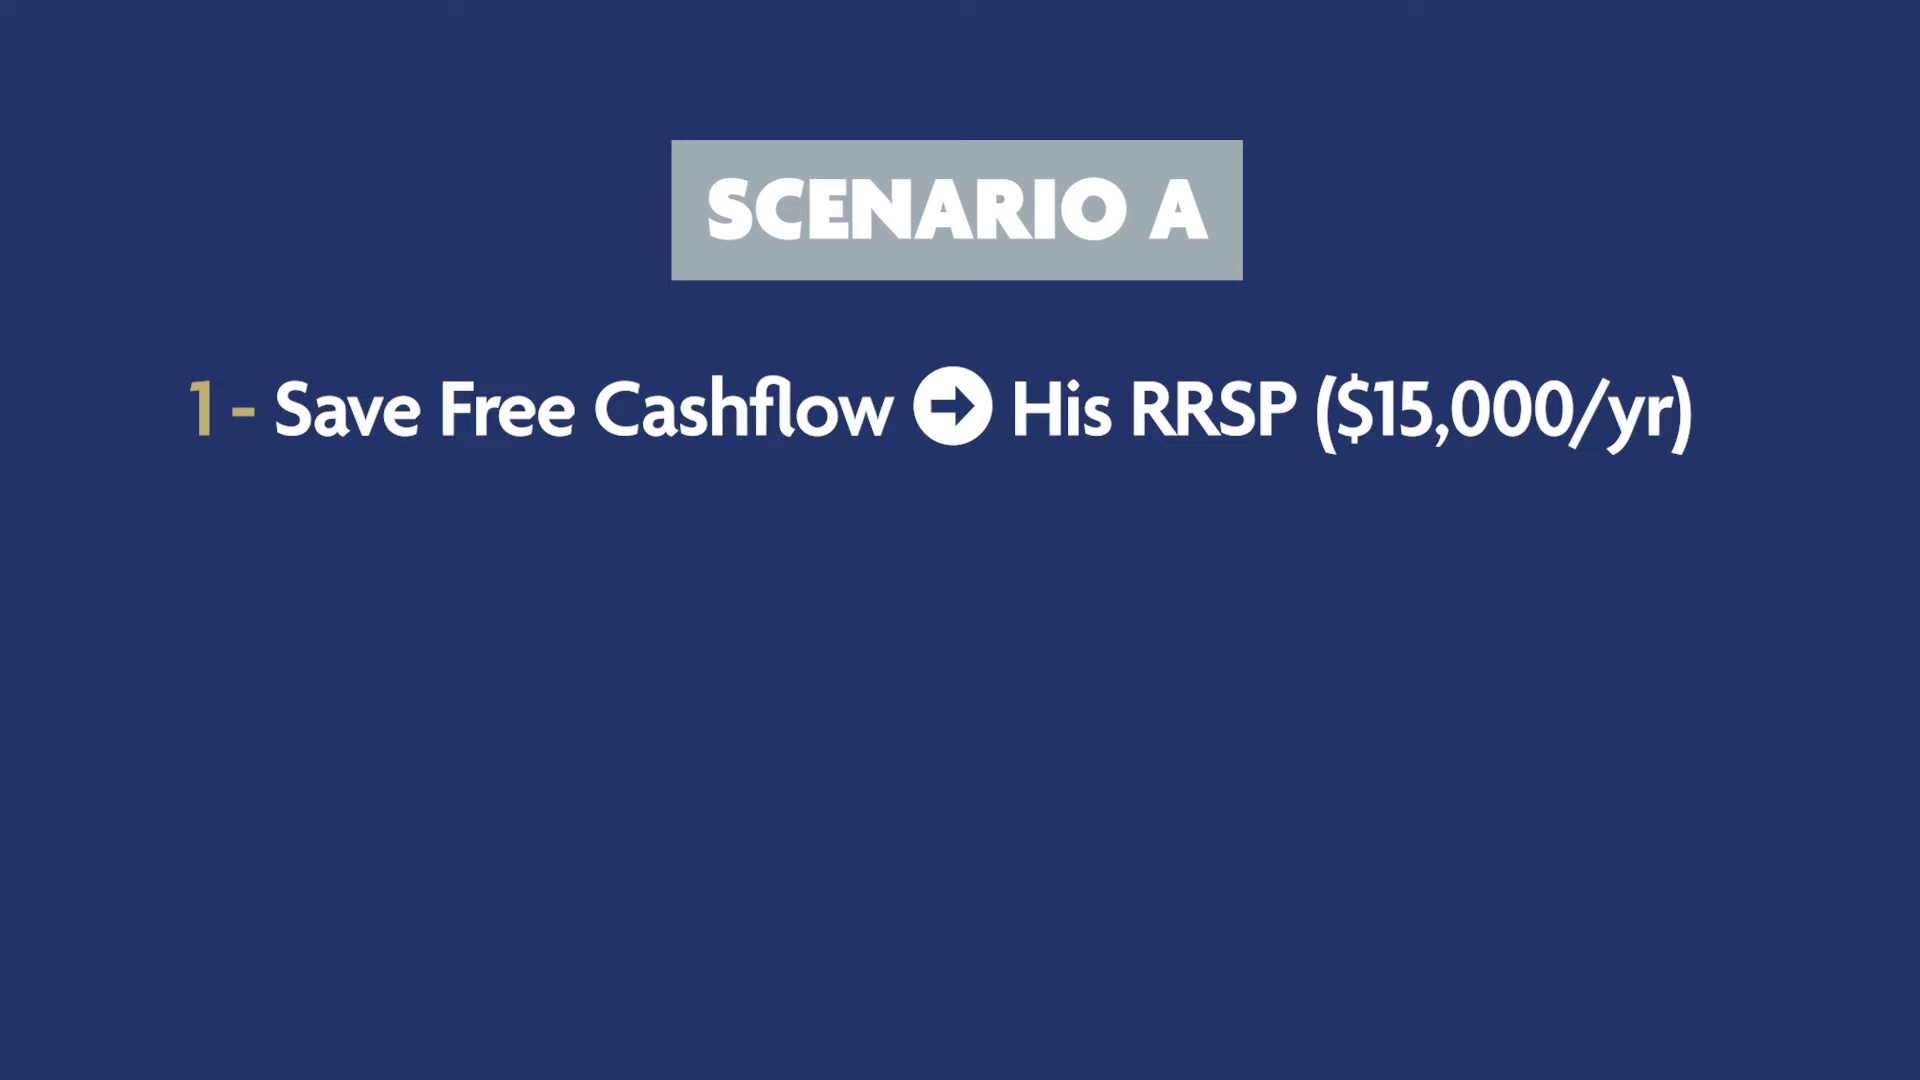 SCENARIO A
1 - Save Free Cashflow ➔ His RRSP ($15,000/yr)